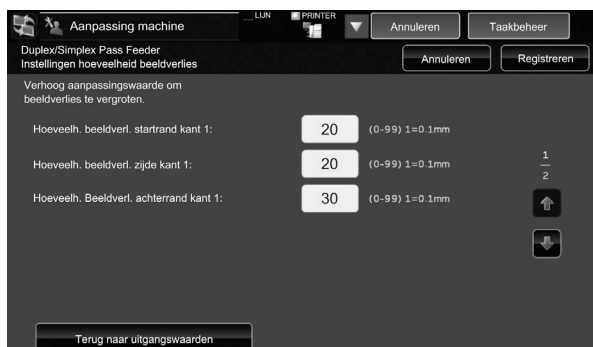 Aanpassing machine
LIJN
PRINTER
Annuleren
Taakbeheer
Duplex/Simplex Pass Feeder
Instellingen hoeveelheid beeldverlies
Annuleren
Registreren
Verhoog aanpassingswaarde om
beeldverlies te vergroten.
Hoeveelh. beeldverl. startrand kant 1: 20 (0-99) 1=0.1mm
Hoeveelh. beeldverl. zijde kant 1: 20 (0-99) 1=0.1mm
Hoeveelh. Beeldverl. achterrand kant 1: 30 (0-99) 1=0.1mm
1
2
Terug naar uitgangswaarden